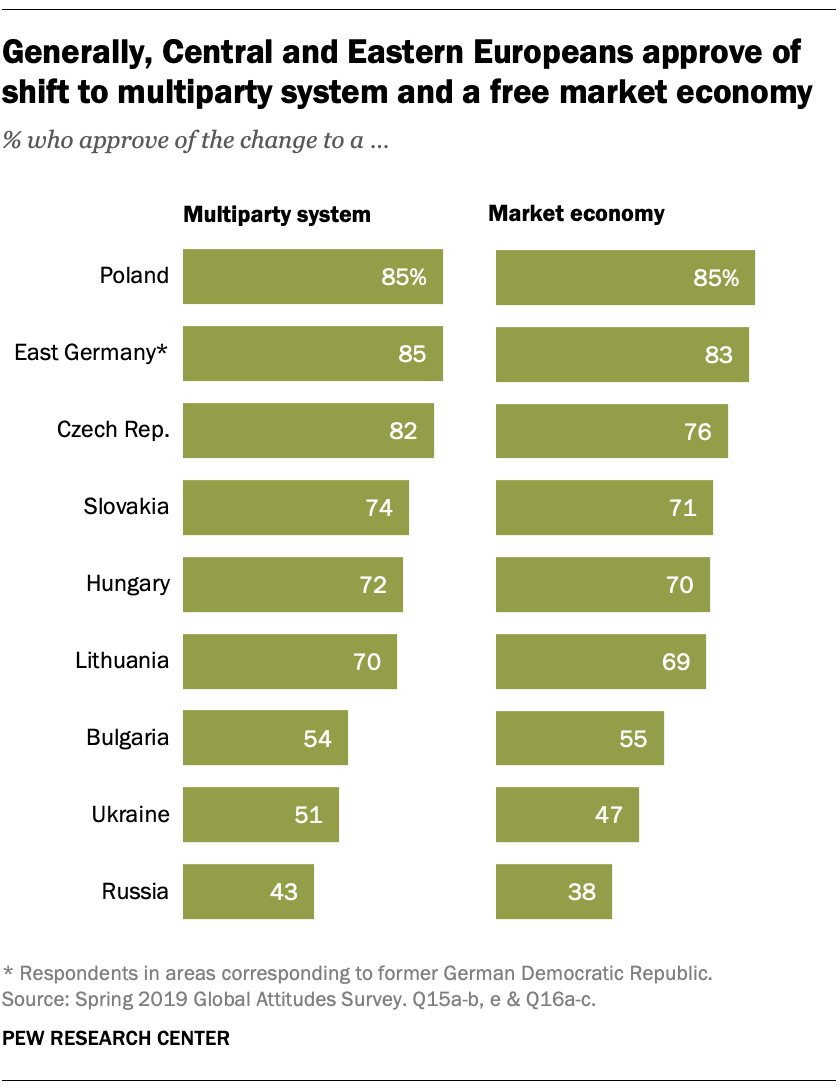 Generally, Central and Eastern Europeans approve of
shift to multiparty system and a free market economy
% who approve of the change to a ...
Multiparty system Market economy
Poland 85% 85%
East Germany* 85 83
Czech Rep. 82 76
Slovakia 74 71
Hungary 72 70
Lithuania 70 69
Bulgaria 54 55
Ukraine 51 47
Russia 43 38
* Respondents in areas corresponding to former German Democratic Republic.
Source: Spring 2019 Global Attitudes Survey. Q15a-b, e & Q16a-c.
PEW RESEARCH CENTER